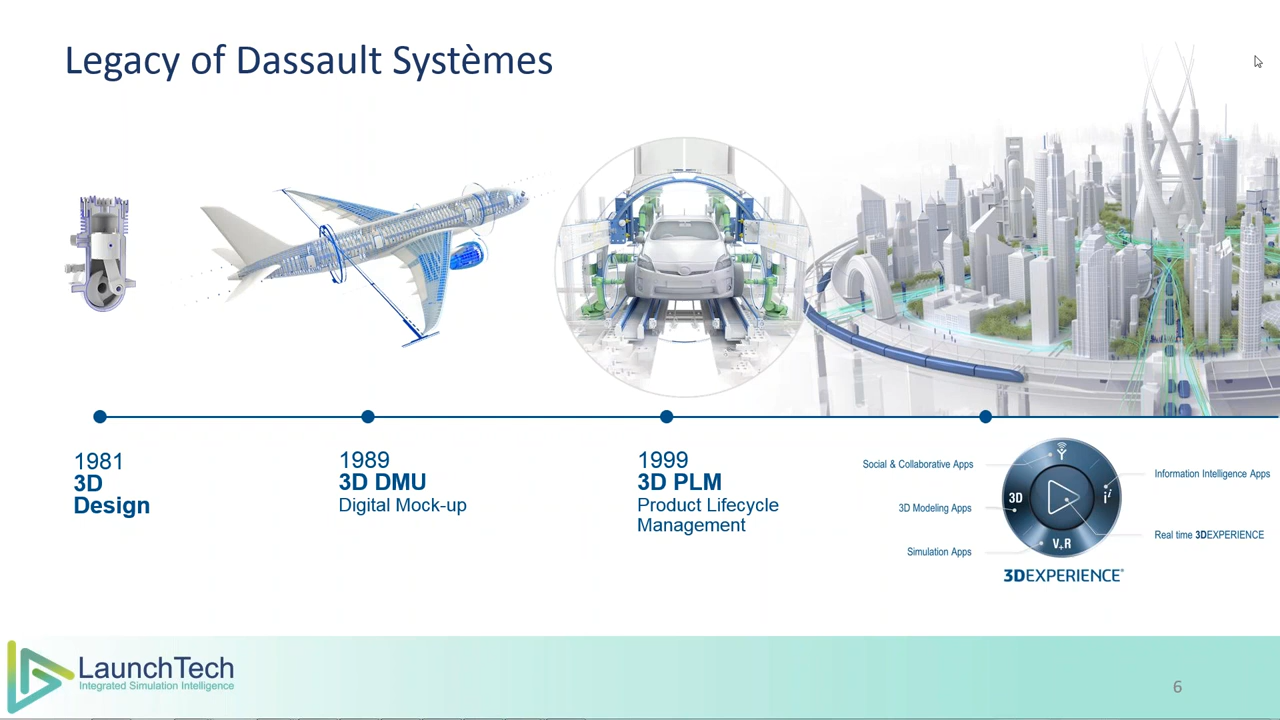 Legacy of Dassault Systèmes
1981
3D
Design
1989
3D DMU
Digital Mock-up
1999
3D PLM
Product Lifecycle
Management
Social & Collaborative Apps
3D Modeling Apps
Simulation Apps
3D
i
V+R
Information Intelligence Apps
Real time 3DEXPERIENCE
3DEXPERIENCE®
LaunchTech
Integrated Simulation Intelligence
6